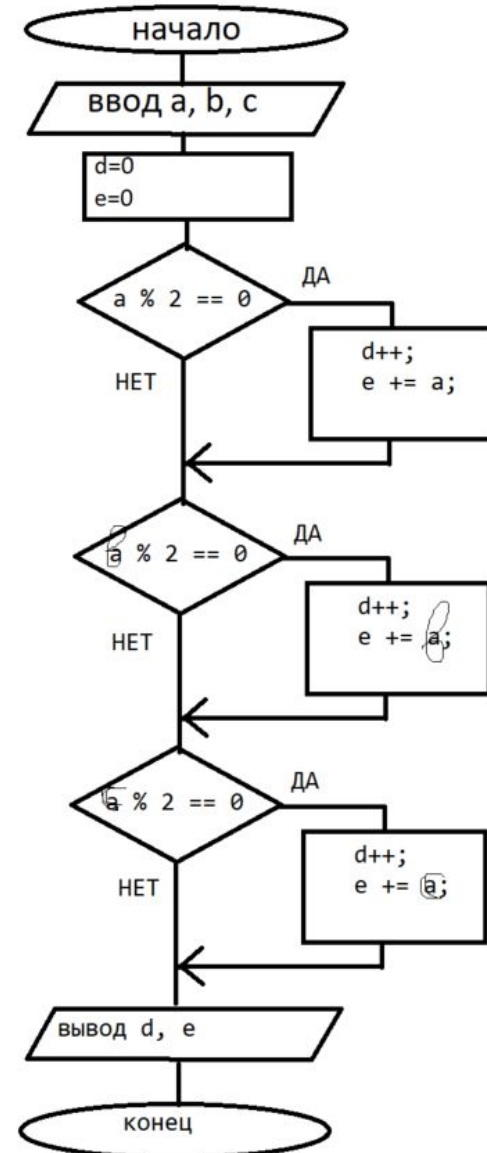 начало
ввод a, b, c
d=0
e=0
a % 2 == 0
ДА
НЕТ
d++;
e += a;
a % 2 == 0
ДА
НЕТ
d++;
e += a;
a % 2 == 0
ДА
НЕТ
d++;
e += a;
вывод d, e
конец